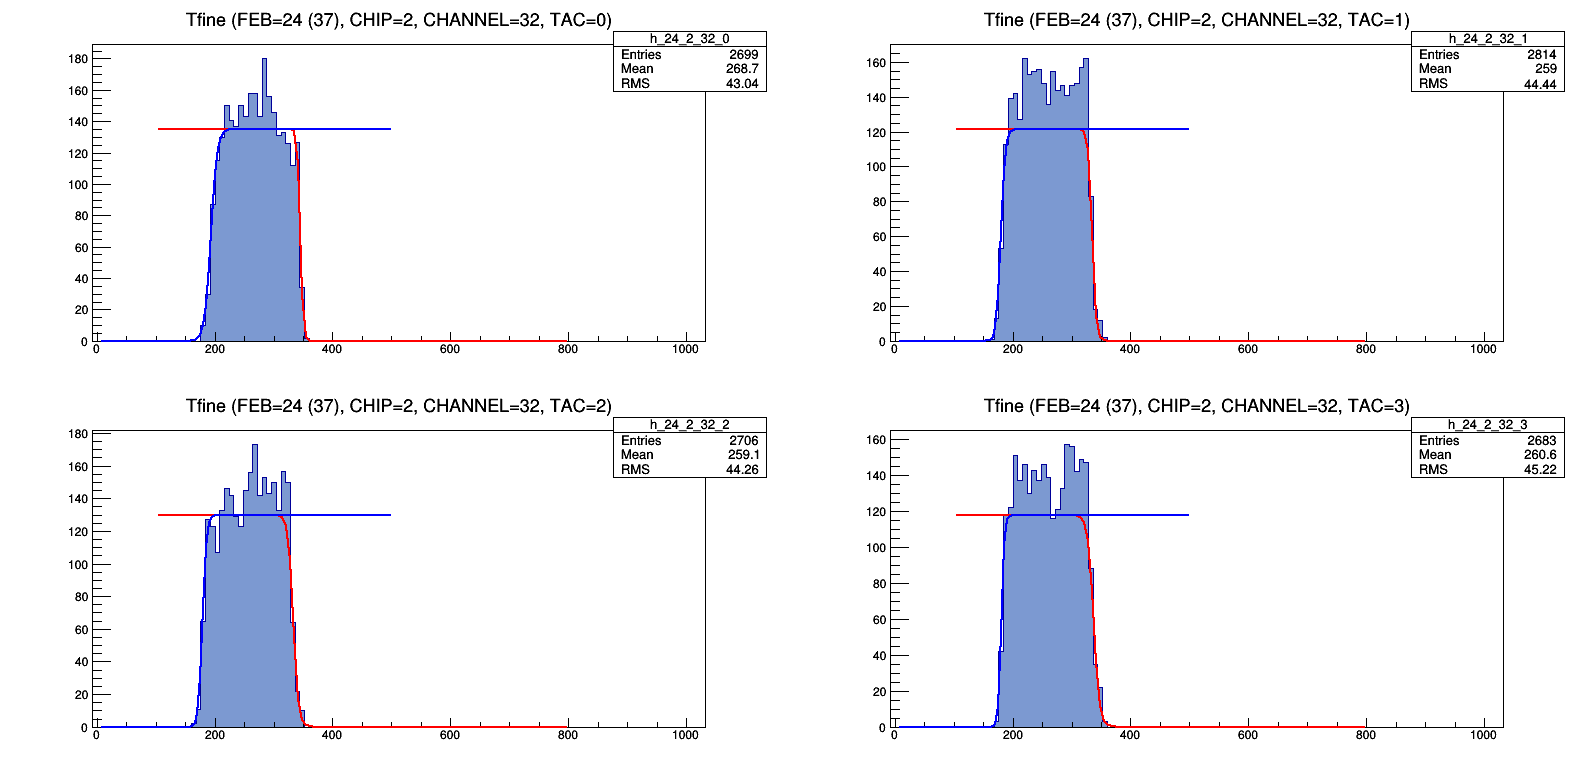 Tfine (FEB=24 (37), CHIP=2, CHANNEL=32, TAC=0)
h_24_2_32_0
Entries 2699
Mean 268.7
RMS 43.04
180
160
140
120
100
80
60
40
20
0
0 200 400 600 800 1000
Tfine (FEB=24 (37), CHIP=2, CHANNEL=32, TAC=1)
h_24_2_32_1
Entries 2814
Mean 259
RMS 44.44
160
140
120
100
80
60
40
20
0
0 200 400 600 800 1000
Tfine (FEB=24 (37), CHIP=2, CHANNEL=32, TAC=2)
h_24_2_32_2
Entries 2706
Mean 259.1
RMS 44.26
180
160
140
120
100
80
60
40
20
0
0 200 400 600 800 1000
Tfine (FEB=24 (37), CHIP=2, CHANNEL=32, TAC=3)
h_24_2_32_3
Entries 2683
Mean 260.6
RMS 45.22
160
140
120
100
80
60
40
20
0
0 200 400 600 800 1000